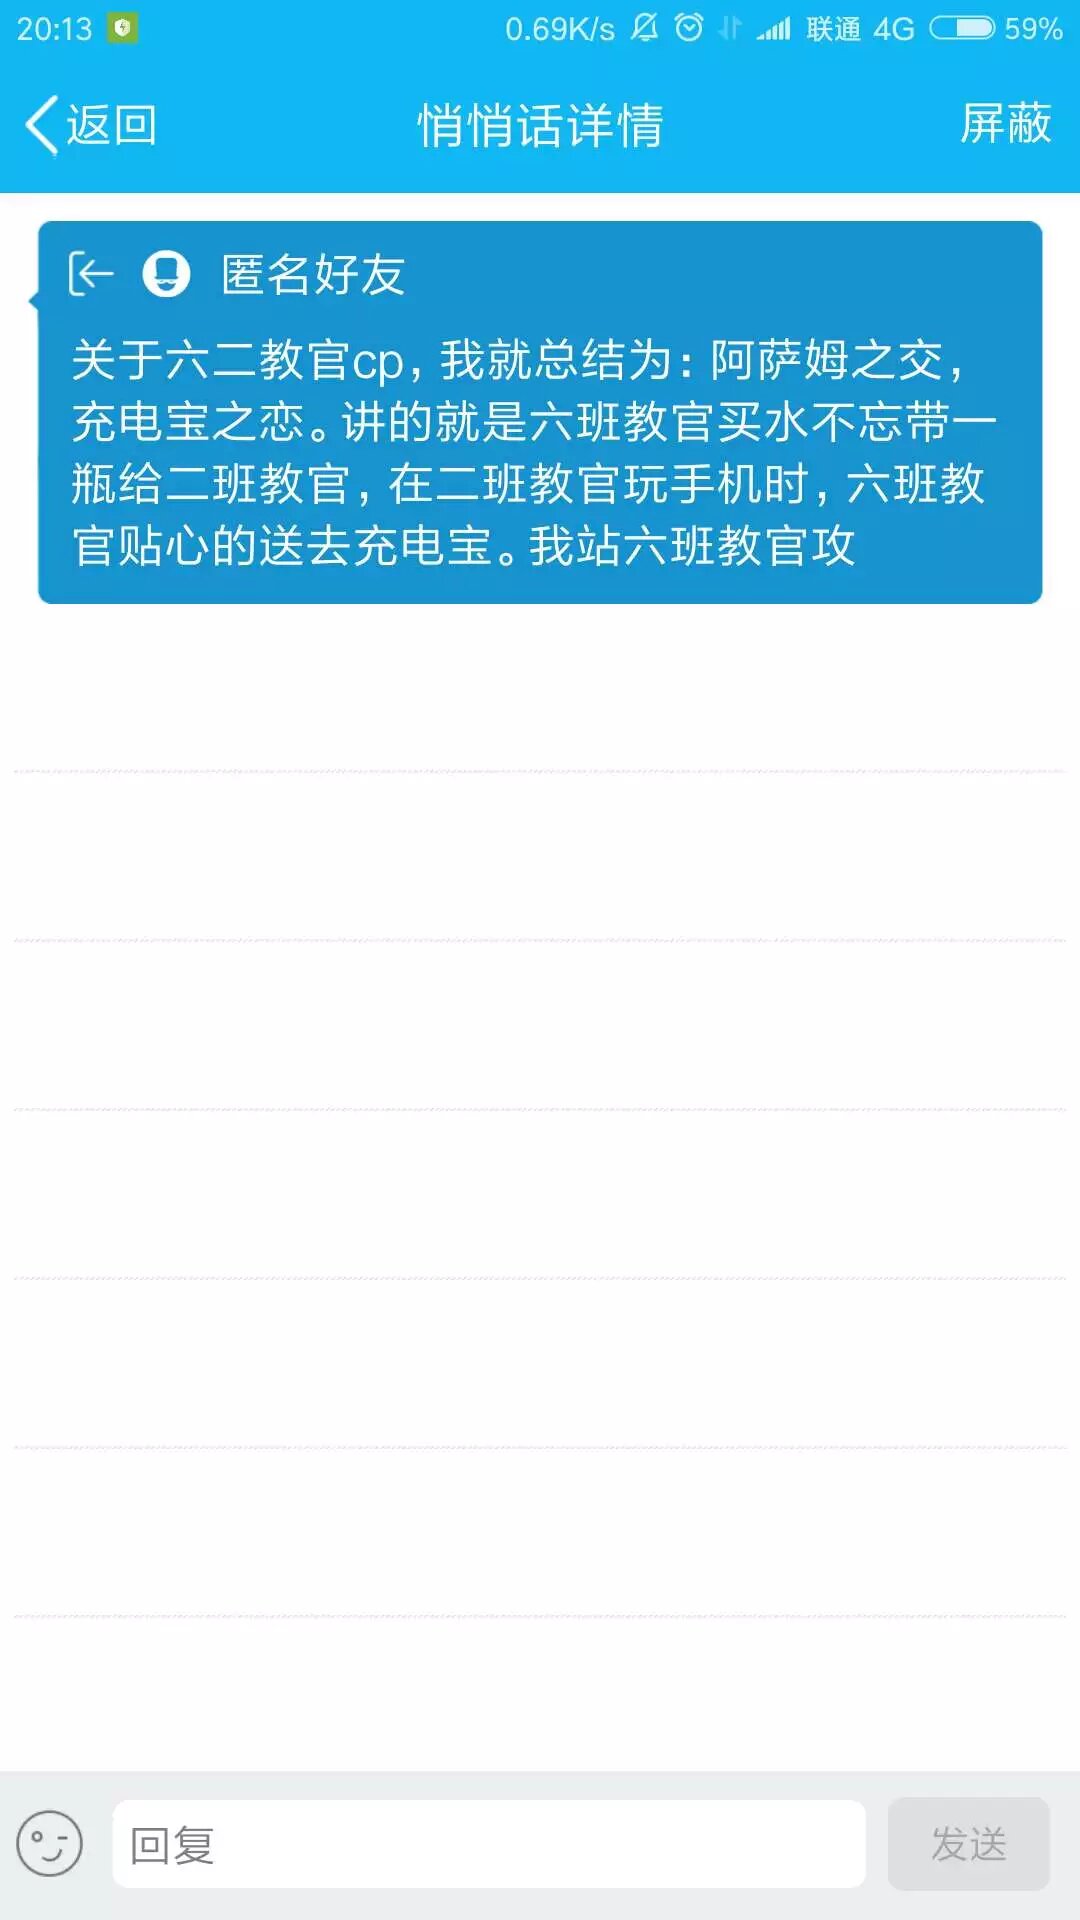 20:13 0.69K/s 联通 4G 59%
返回 悄悄话详情 屏蔽
匿名好友
关于六二教官cp，我就总结为：阿萨姆之交，
充电宝之恋。讲的就是六班教官买水不忘带一
瓶给二班教官，在二班教官玩手机时，六班教
官贴心的送去充电宝。我站六班教官攻
回复 发送